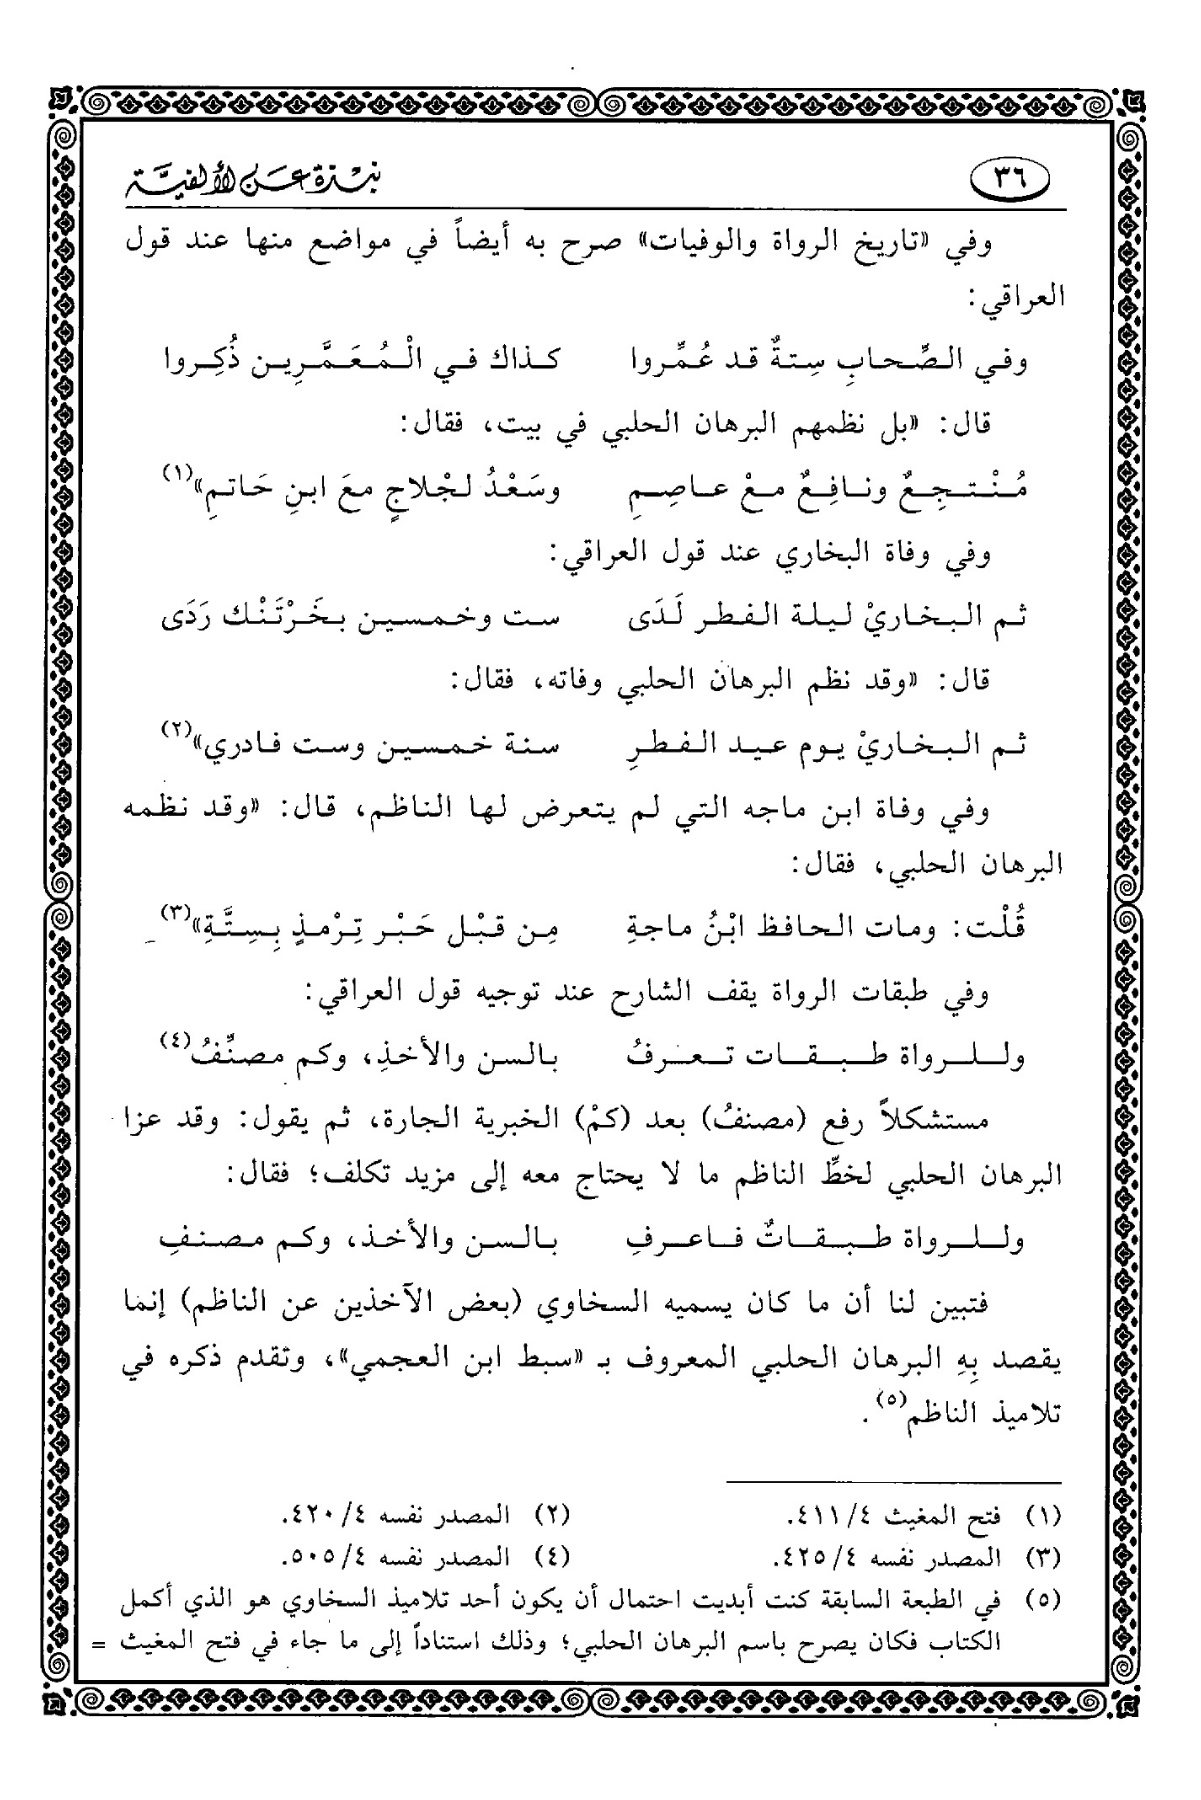 ٣٦
نبذة عن الألفية
وفي «تاريخ الرواة والوفيات» صرح به أيضاً في مواضع منها عند قول
العراقي:
وفي الصِّحابِ سِتةٌ قد عُمِّروا كذاك في الْمُعَمَّرِين ذُكِروا
قال: «بل نظمهم البرهان الحلبي في بيت، فقال:
مُنْتجِعٌ ونافِعٌ معْ عاصِمِ وسَعْدُ لجْلاجٍ معَ ابنِ حَاتمِ»(١)
وفي وفاة البخاري عند قول العراقي:
ثم البخاريْ ليلة الفطر لَدَى ست وخمسين بخَرْتَنْك رَدَى
قال: «وقد نظم البرهان الحلبي وفاته، فقال:
ثم البخاريْ يوم عيد الفطرِ سنة خمسين وست فادري»(٢)
وفي وفاة ابن ماجه التي لم يتعرض لها الناظم، قال: «وقد نظمه
البرهان الحلبي، فقال:
قُلْت: ومات الحافظ ابْنُ ماجةِ مِن قبْل حَبْر تِرْمذٍ بِستَّةِ»(٣)
وفي طبقات الرواة يقف الشارح عند توجيه قول العراقي:
وللرواة طبقات تعرفُ بالسن والأخذِ، وكم مصنِّفُ(٤)
مستشكلاً رفع (مصنفُ) بعد (كمْ) الخبرية الجارة، ثم يقول: وقد عزا
البرهان الحلبي لخطِّ الناظم ما لا يحتاج معه إلى مزيد تكلف؛ فقال:
وللرواة طبقاتٌ فاعرفِ بالسن والأخذ، وكم مصنفِ
فتبين لنا أن ما كان يسميه السخاوي (بعض الآخذين عن الناظم) إنما
يقصد بِهِ البرهان الحلبي المعروف بـ «سبط ابن العجمي»، وتقدم ذكره في
تلاميذ الناظم(٥).
(١) فتح المغيث ٤/ ٤١١. (٢) المصدر نفسه ٤/ ٤٢٠.
(٣) المصدر نفسه ٤/ ٤٢٥. (٤) المصدر نفسه ٤/ ٥٠٥.
(٥) في الطبعة السابقة كنت أبديت احتمال أن يكون أحد تلاميذ السخاوي هو الذي أكمل
الكتاب فكان يصرح باسم البرهان الحلبي؛ وذلك استناداً إلى ما جاء في فتح المغيث =